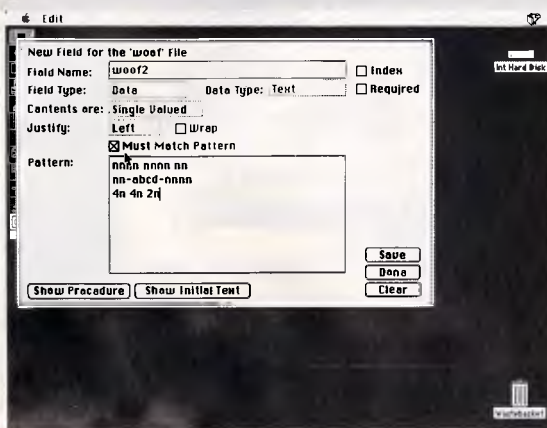 Edit
New Field for the 'woof' File
Field Name: woof2
Index
Field Type: Data Data Type: Text
Required
Contents are: Single Valued
Justify: Left Wrap
Must Match Pattern
Pattern: nnnn nnnn nn
nn-abcd-nnnn
4n 4n 2n
Save
Done
Clear
Show Procedure Show Initial Text
Int Hard Disk
Wastebasket